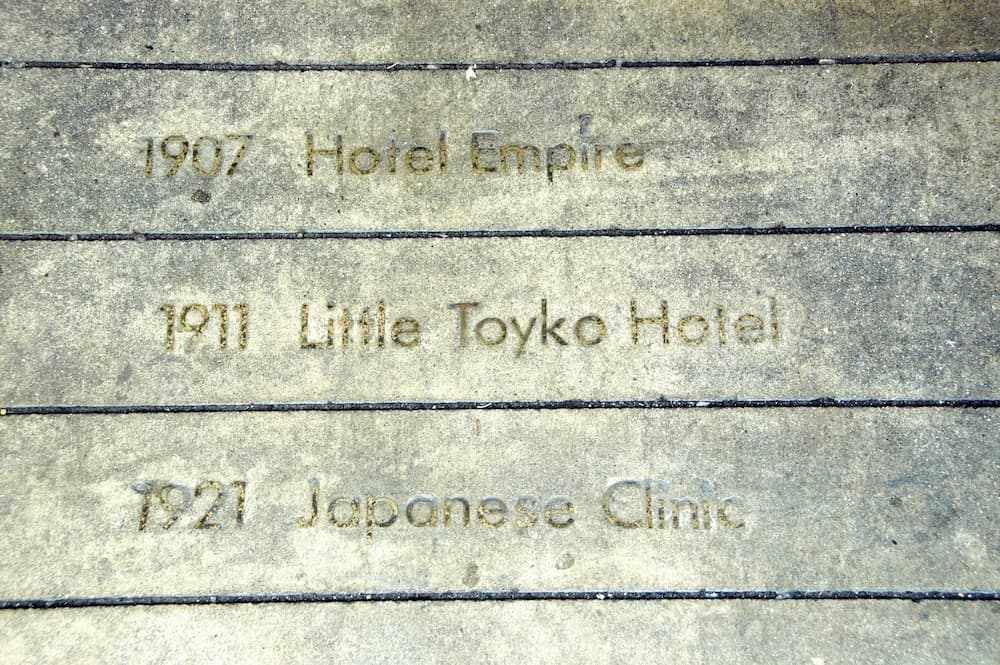 1907 Hotel Empire
1911 Little Toyko Hotel
1921 Japanese Clinic